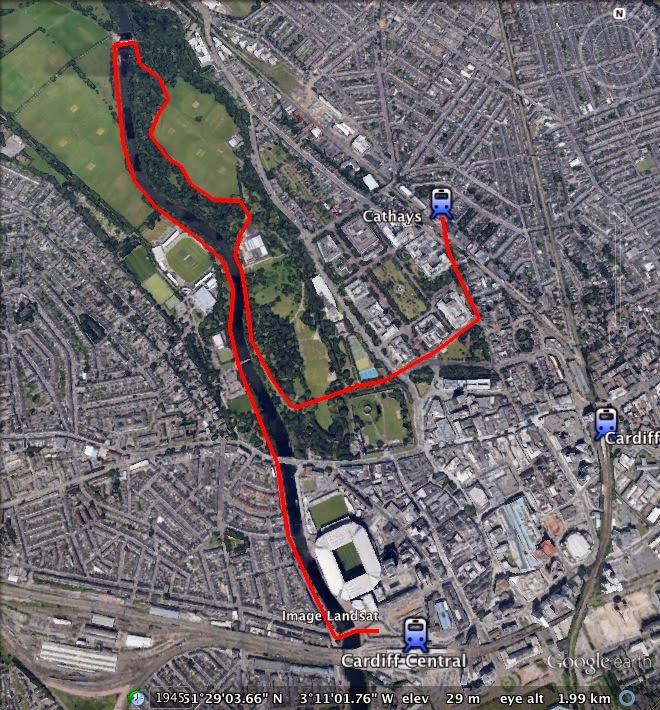 N
Cathays
Cardiff
Image Landsat
Cardiff Central
Google earth
1945
51°29'03.66" N 3°11'01.76" W elev 29 m eye alt 1.99 km